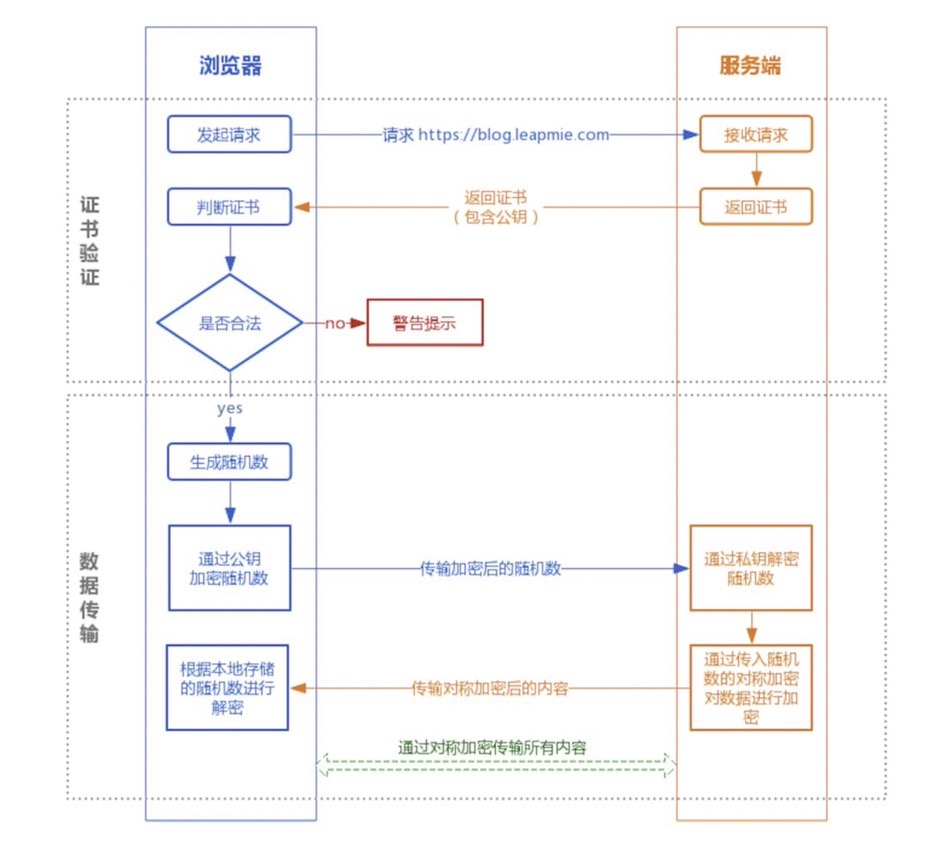 浏览器
服务端
证书验证
发起请求
请求 https://blog.leapmie.com
接收请求
判断证书
返回证书
（包含公钥）
返回证书
是否合法
no
警告提示
yes
数据传输
生成随机数
通过公钥
加密随机数
传输加密后的随机数
通过私钥解密
随机数
根据本地存储
的随机数进行
解密
传输对称加密后的内容
通过传入随机
数的对称加密
对数据进行加
密
通过对称加密传输所有内容